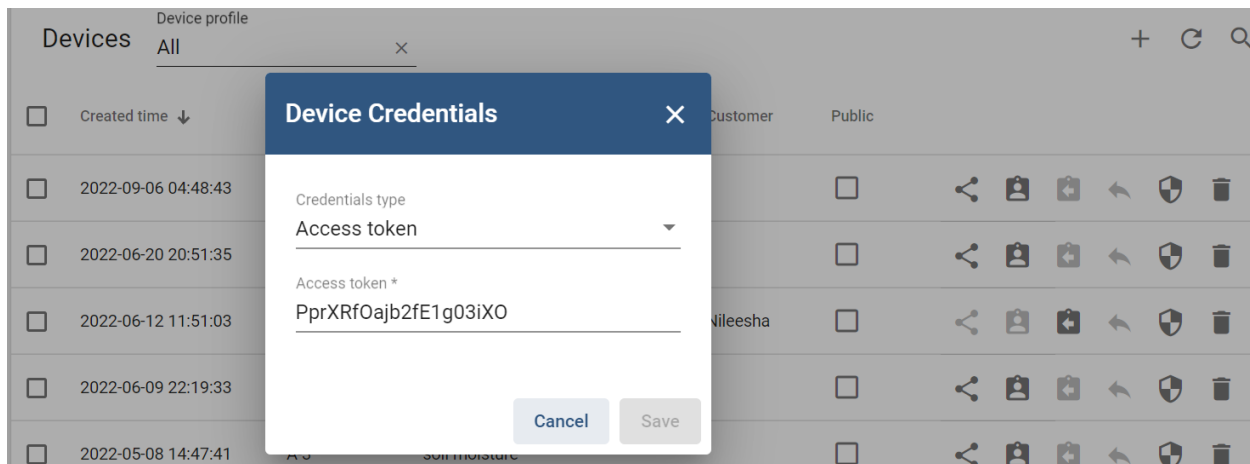 Device profile
Devices
All
Created time
Customer
Public
Device Credentials
Credentials type
Access token
Access token *
PprXRfOajb2fE1g03iXO
Cancel
Save
2022-09-06 04:48:43
2022-06-20 20:51:35
2022-06-12 11:51:03
Nileesha
2022-06-09 22:19:33
2022-05-08 14:47:41
soil moisture